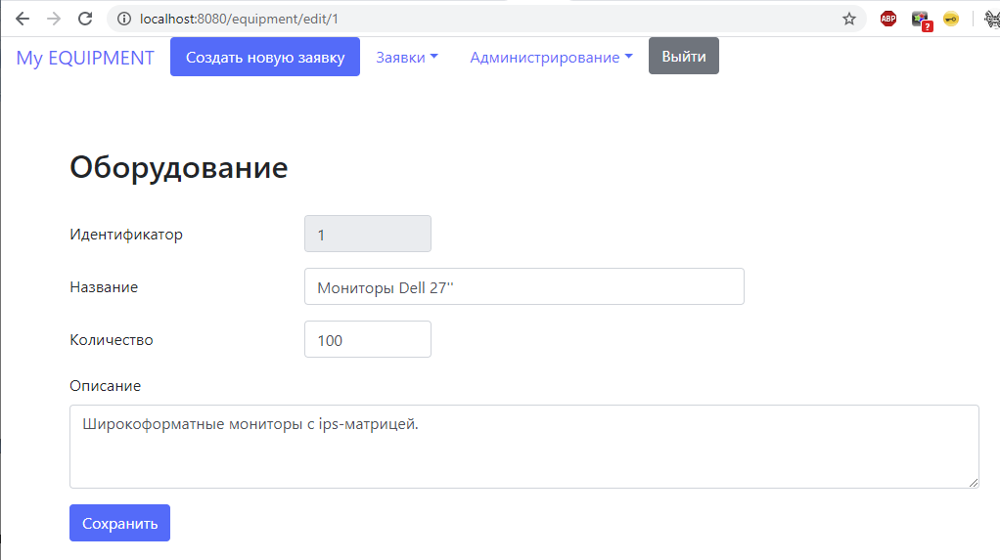 localhost:8080/equipment/edit/1
ABP
?
My EQUIPMENT Создать новую заявку Заявки Администрирование Выйти
Оборудование
Идентификатор 1
Название Мониторы Dell 27''
Количество 100
Описание
Широкоформатные мониторы с ips-матрицей.
Сохранить